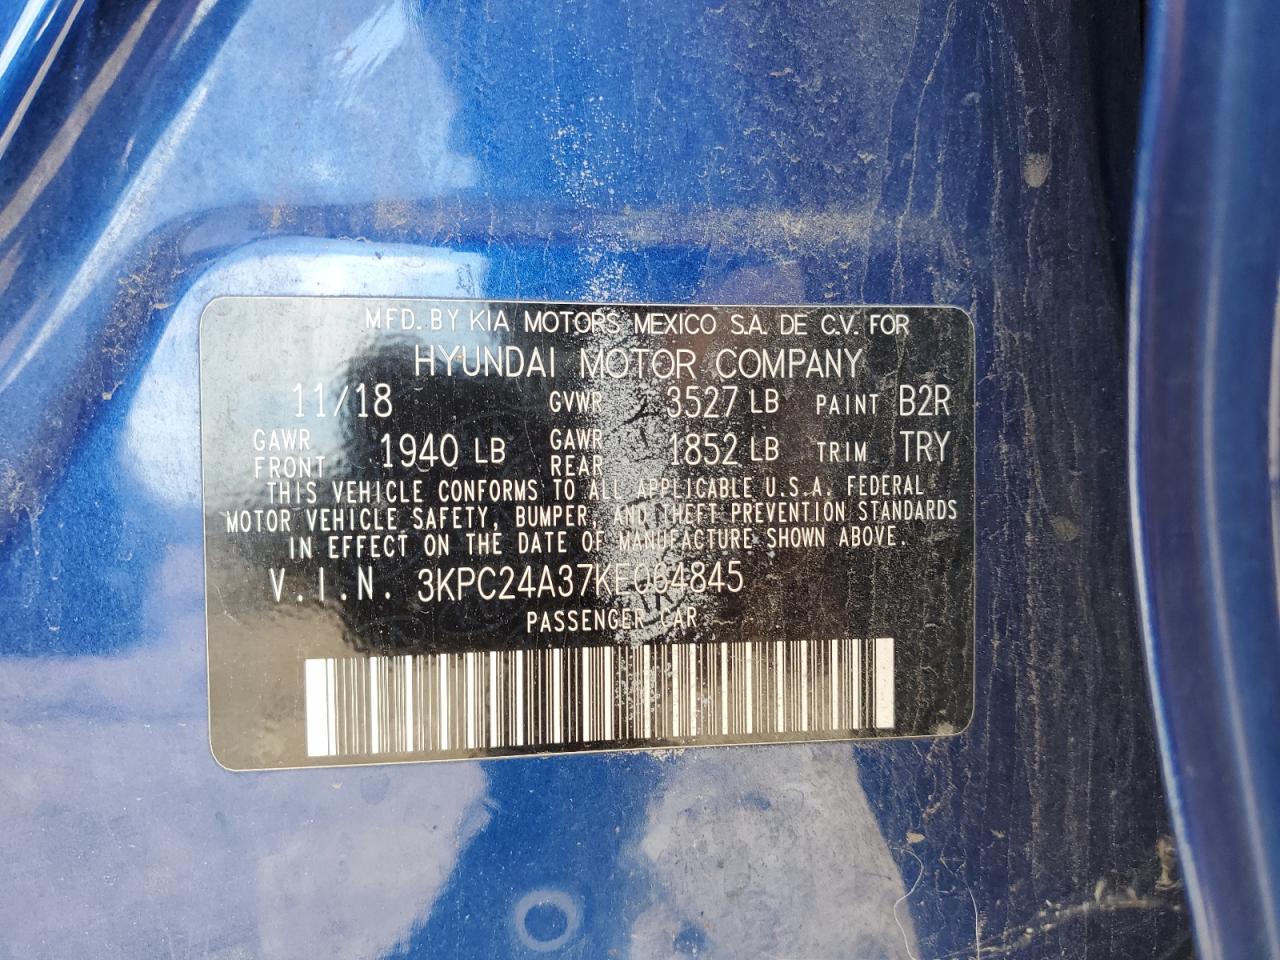 MFD. BY KIA MOTORS MEXICO S.A. DE C.V. FOR
HYUNDAI MOTOR COMPANY
11/18 GVWR 3527 LB PAINT B2R
GAWR FRONT 1940 LB GAWR REAR 1852 LB TRIM TRY
THIS VEHICLE CONFORMS TO ALL APPLICABLE U.S.A. FEDERAL
MOTOR VEHICLE SAFETY, BUMPER, AND THEFT PREVENTION STANDARDS
IN EFFECT ON THE DATE OF MANUFACTURE SHOWN ABOVE.
V.I.N. 3KPC24A37KE064845
PASSENGER CAR